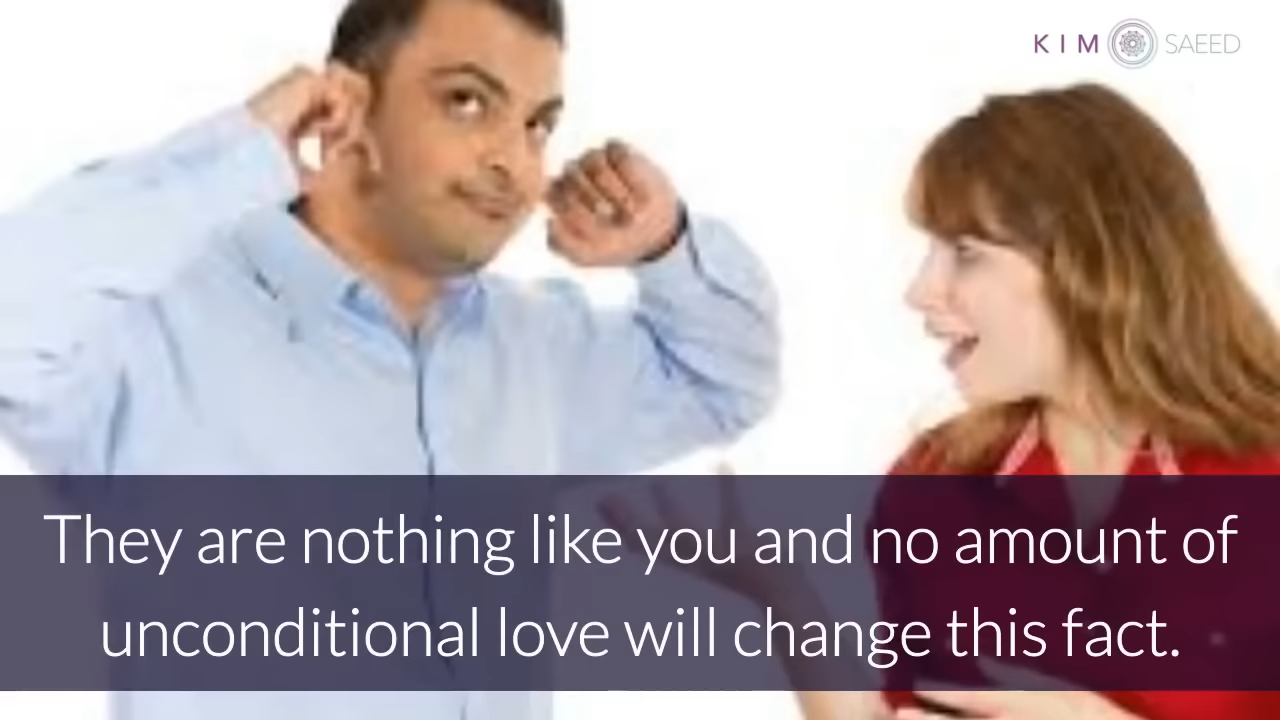 KIM SAEED
They are nothing like you and no amount of
unconditional love will change this fact.